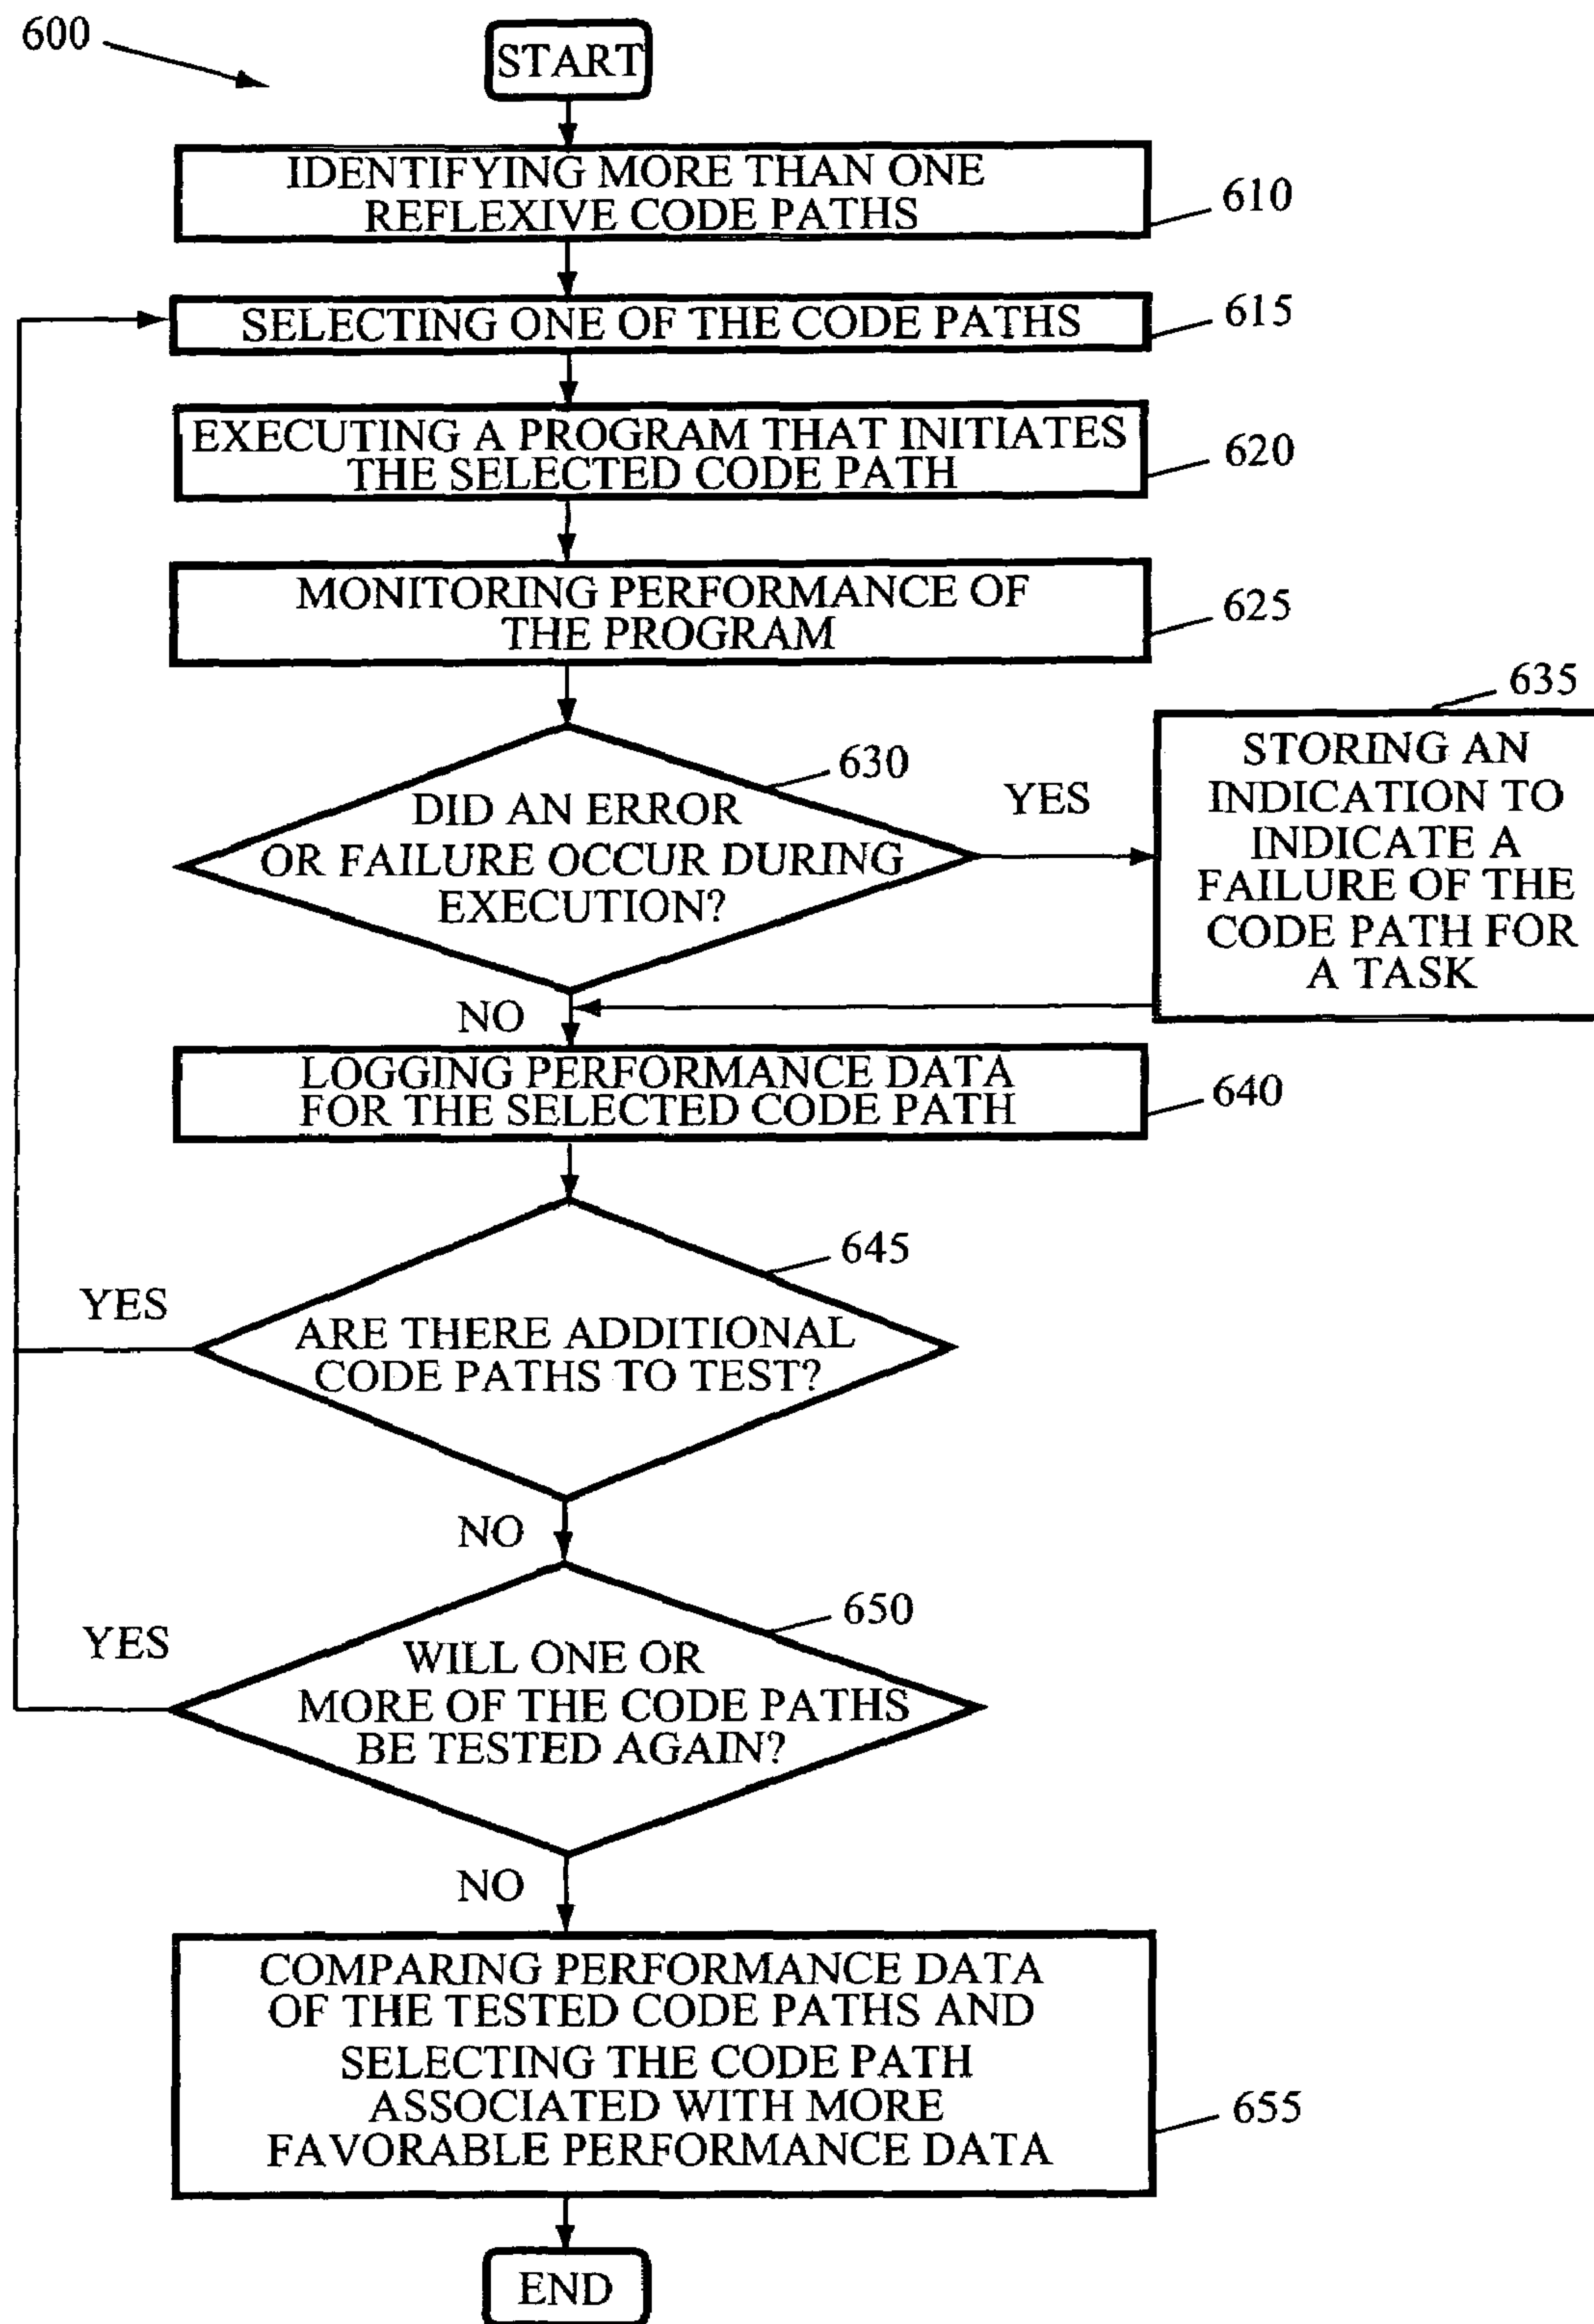 600
START
IDENTIFYING MORE THAN ONE
REFLEXIVE CODE PATHS
610
SELECTING ONE OF THE CODE PATHS
615
EXECUTING A PROGRAM THAT INITIATES
THE SELECTED CODE PATH
620
MONITORING PERFORMANCE OF
THE PROGRAM
625
DID AN ERROR
OR FAILURE OCCUR DURING
EXECUTION?
630
YES
635
STORING AN
INDICATION TO
INDICATE A
FAILURE OF THE
CODE PATH FOR
A TASK
NO
LOGGING PERFORMANCE DATA
FOR THE SELECTED CODE PATH
640
645
YES
ARE THERE ADDITIONAL
CODE PATHS TO TEST?
NO
650
YES
WILL ONE OR
MORE OF THE CODE PATHS
BE TESTED AGAIN?
NO
COMPARING PERFORMANCE DATA
OF THE TESTED CODE PATHS AND
SELECTING THE CODE PATH
ASSOCIATED WITH MORE
FAVORABLE PERFORMANCE DATA
655
END